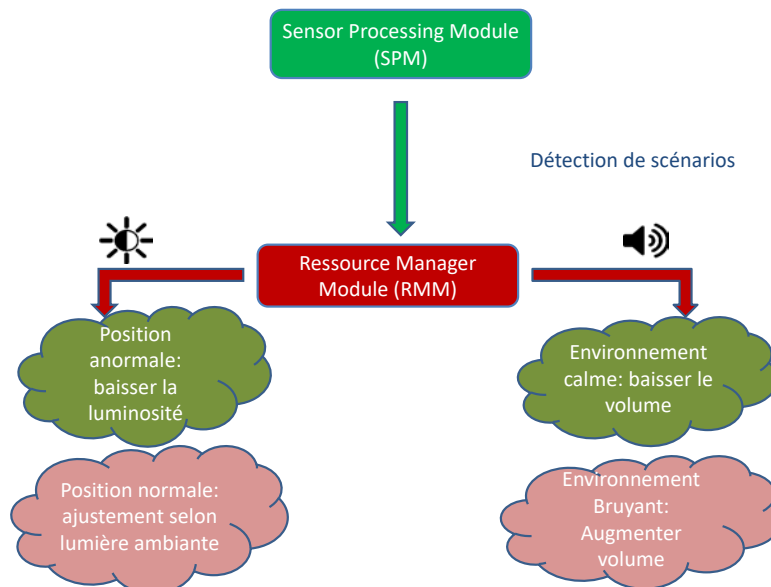 Sensor Processing Module
(SPM)
Détection de scénarios
Ressource Manager
Module (RMM)
Position
anormale:
baisser la
luminosité
Environnement
calme: baisser le
volume
Position normale:
ajustement selon
lumière ambiante
Environnement
Bruyant:
Augmenter
volume